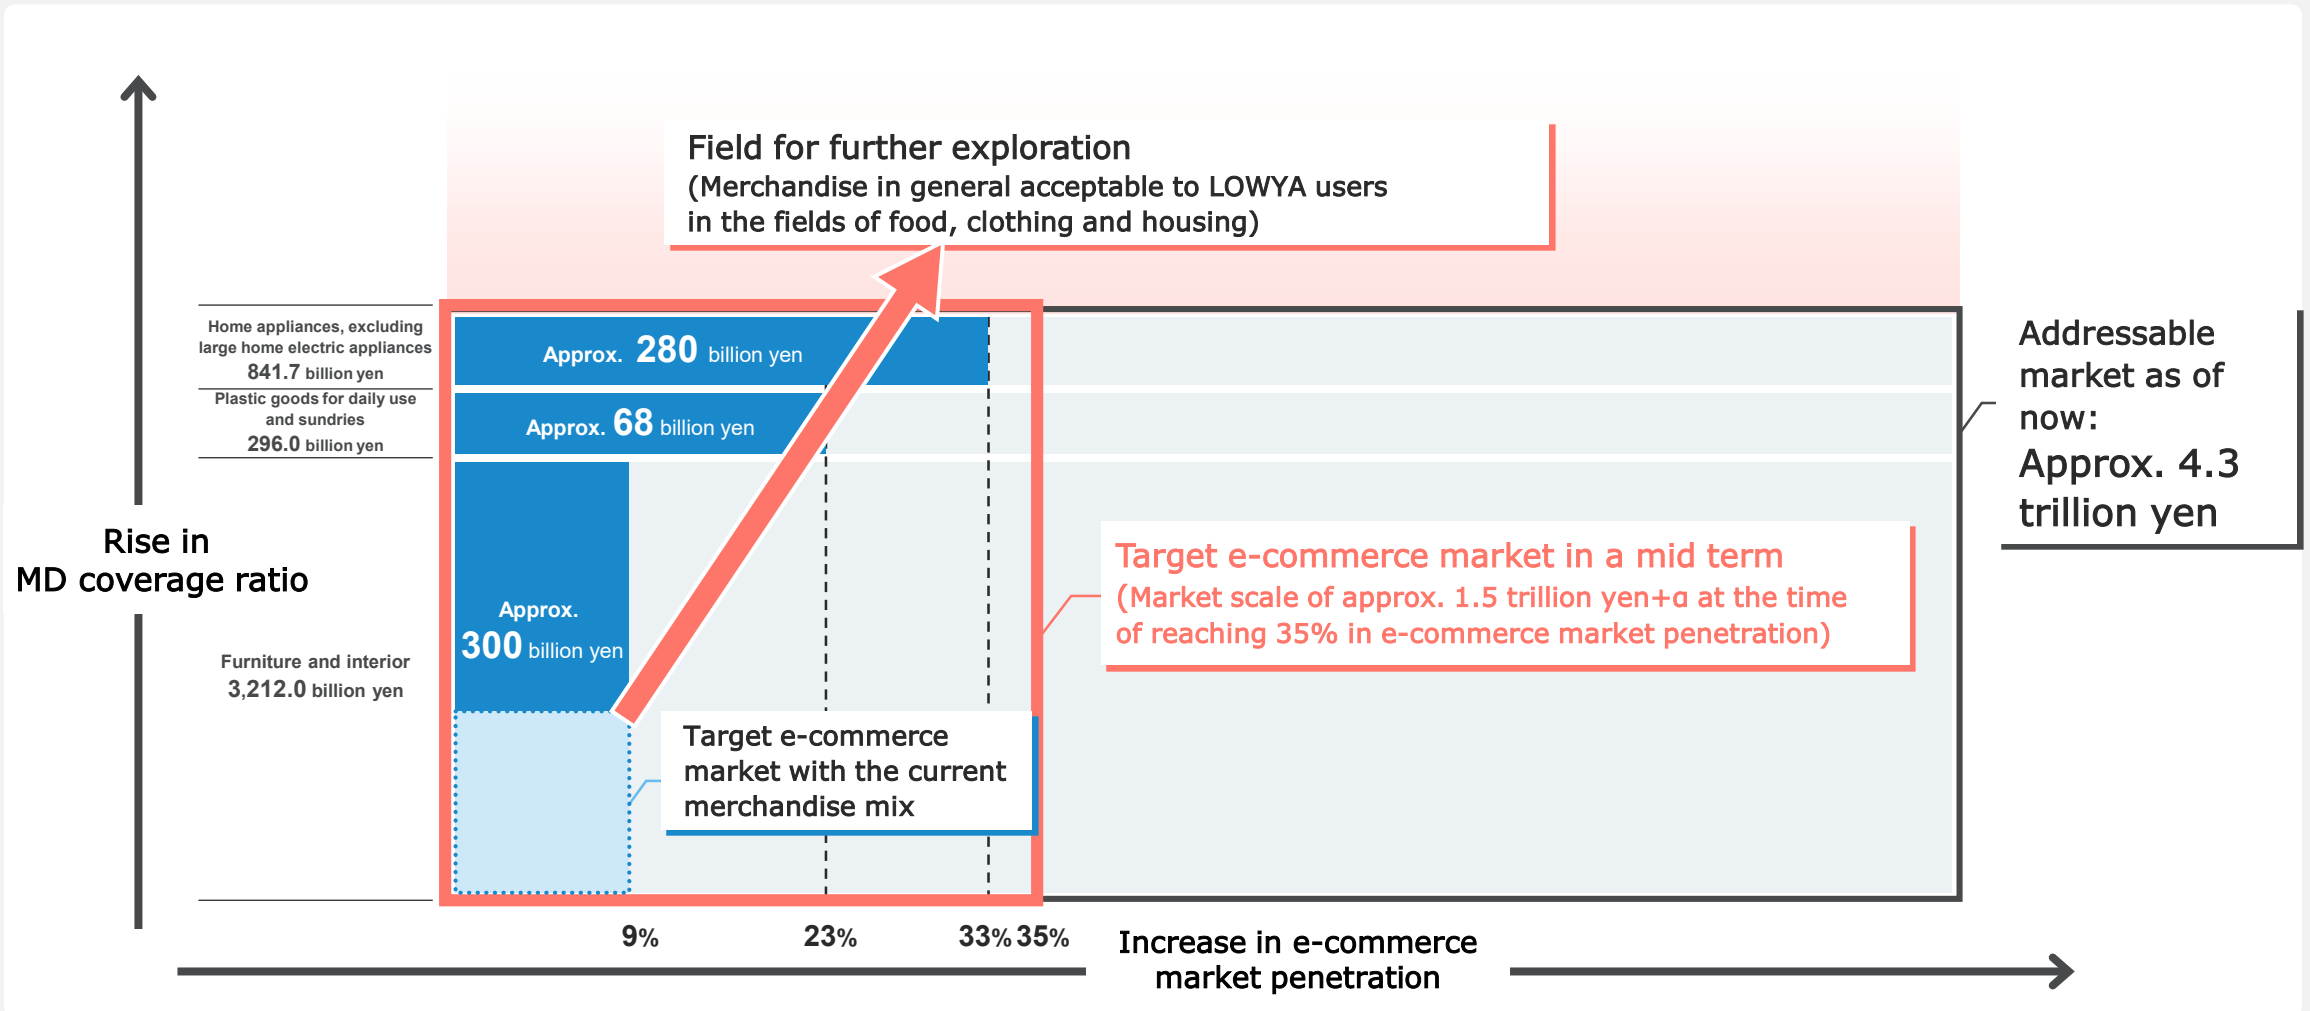 Field for further exploration
(Merchandise in general acceptable to LOWYA users
in the fields of food, clothing and housing)
Home appliances, excluding
large home electric appliances
841.7 billion yen
Approx. 280 billion yen
Plastic goods for daily use
and sundries
296.0 billion yen
Approx. 68 billion yen
Addressable
market as of
now:
Approx. 4.3
trillion yen
Rise in
MD coverage ratio
Furniture and interior
3,212.0 billion yen
Approx.
300 billion yen
Target e-commerce market in a mid term
(Market scale of approx. 1.5 trillion yen+α at the time
of reaching 35% in e-commerce market penetration)
Target e-commerce
market with the current
merchandise mix
9% 23% 33% 35%
Increase in e-commerce
market penetration